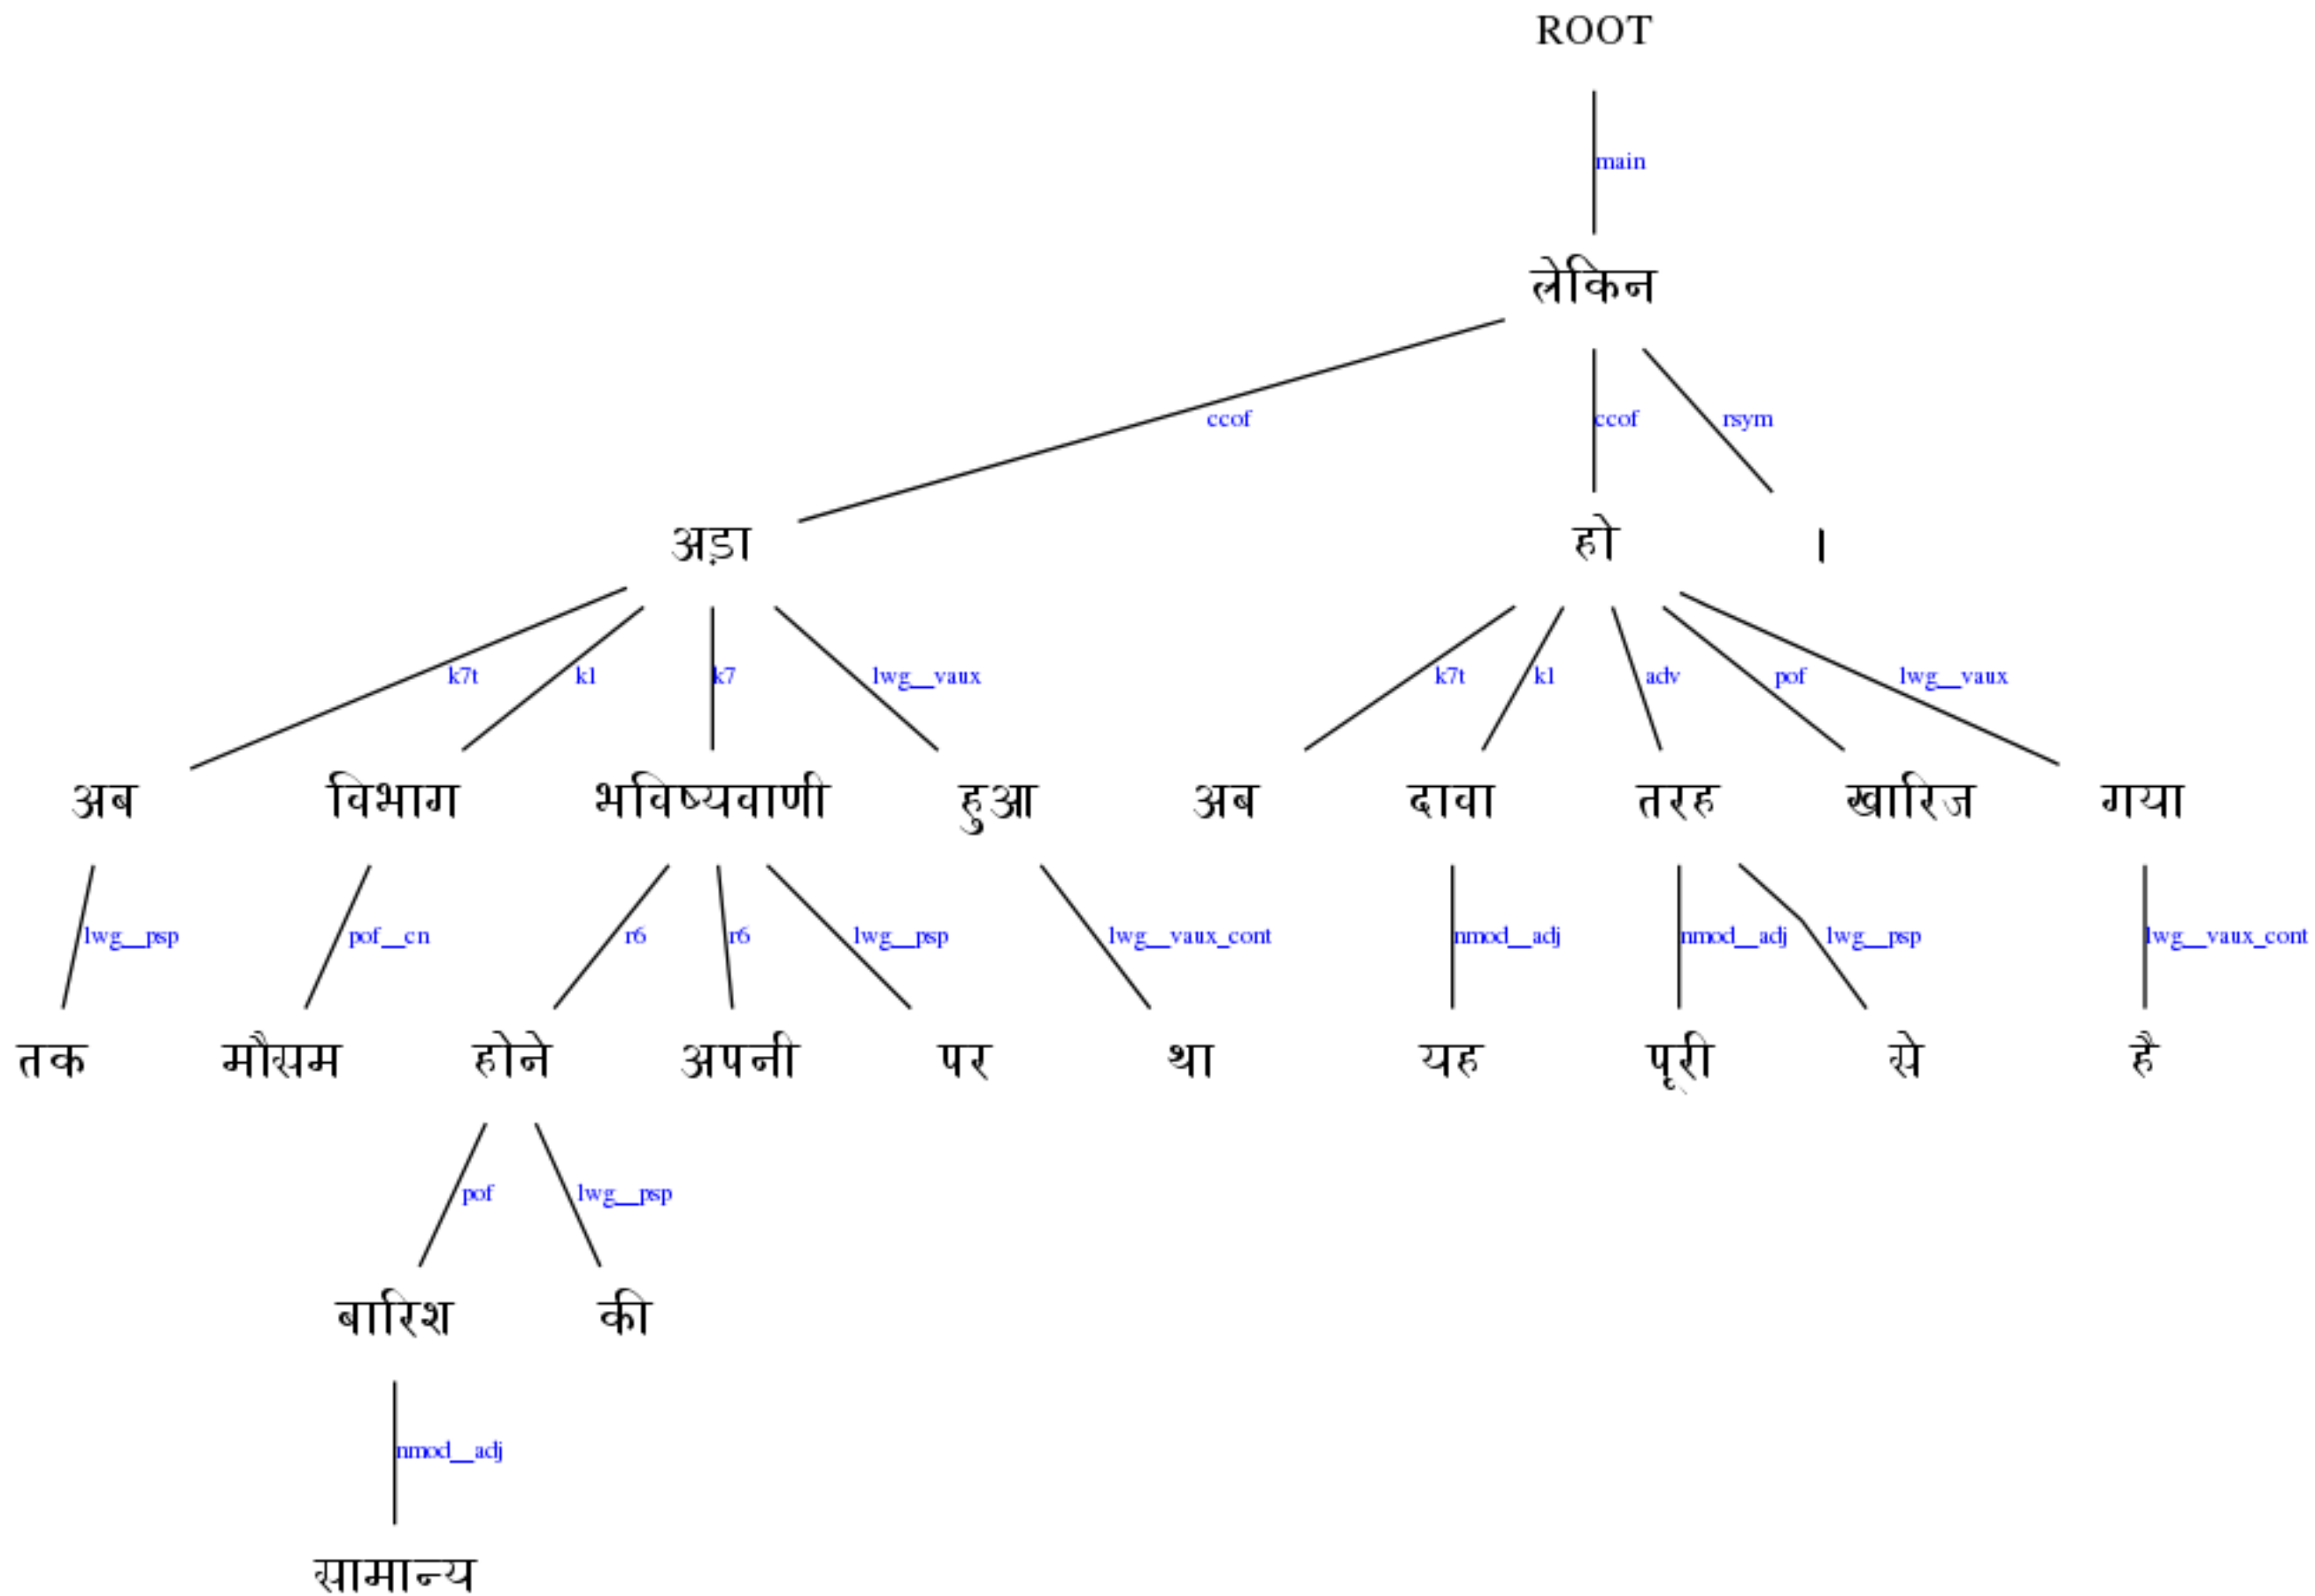 ROOT
main
लेकिन
ccof ccof rsym
अड़ा हो ।
k7t k1 k7 lwg__vaux k7t k1 adv pof lwg__vaux
अब विभाग भविष्यवाणी हुआ अब दावा तरह खारिज गया
lwg__psp pof__cn r6 r6 lwg__psp lwg__vaux_cont nmod__adj nmod__adj lwg__psp lwg__vaux_cont
तक मौसम होने अपनी पर था यह पूरी से है
pof lwg__psp
बारिश की
nmod__adj
सामान्य